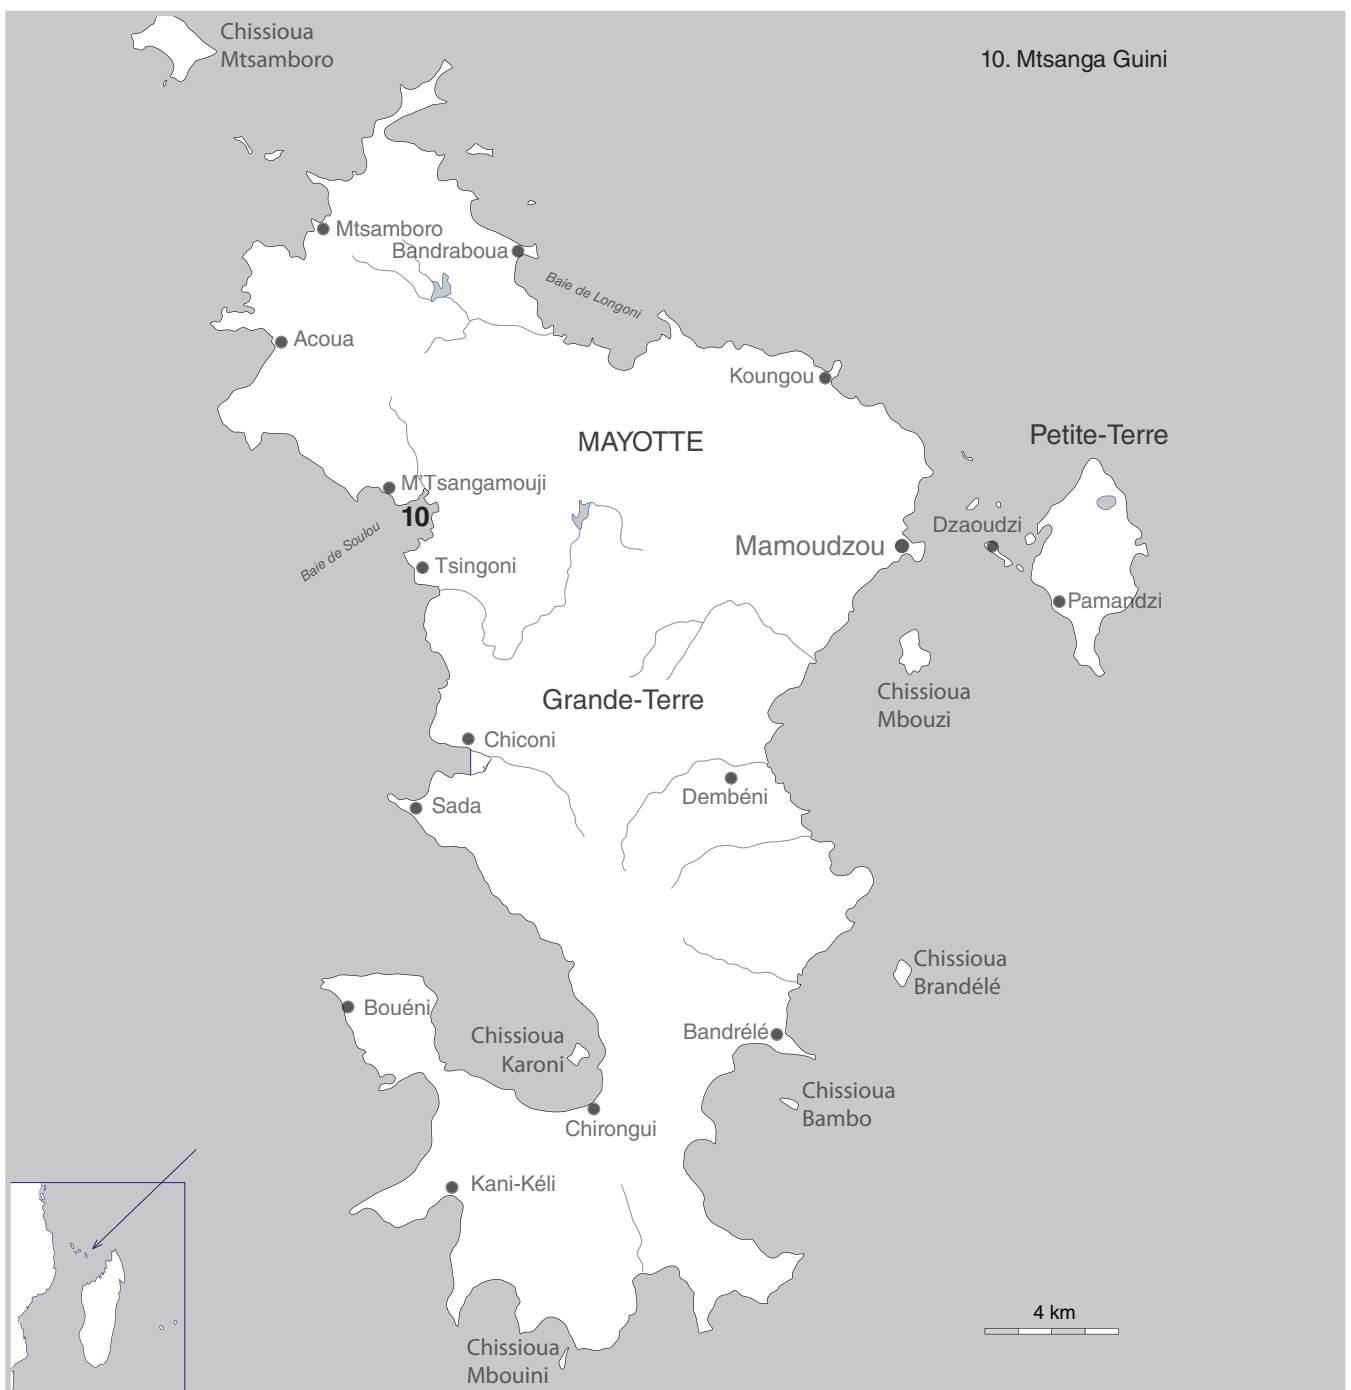 Chissioua
Mtsamboro
10. Mtsanga Guini
Mtsamboro
Bandraboua
Baie de Longoni
Acoua
Koungou
MAYOTTE
Petite-Terre
M'Tsangamouji
10
Baie de Soulou
Dzaoudzi
Mamoudzou
Tsingoni
Pamandzi
Chissioua
Mbouzi
Grande-Terre
Chiconi
Dembéni
Sada
Chissioua
Brandélé
Bouéni
Chissioua
Karoni
Bandrélé
Chissioua
Bambo
Chirongui
Kani-Kéli
4 km
Chissioua
Mbouini